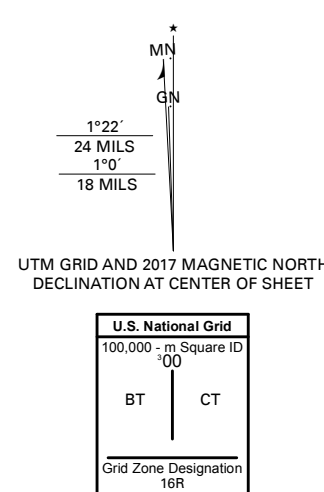 ★
MN
GN
1°22´
24 MILS
1°0´
18 MILS
UTM GRID AND 2017 MAGNETIC NORTH
DECLINATION AT CENTER OF SHEET
U.S. National Grid
100,000 - m Square ID
³00
BT CT
Grid Zone Designation
16R